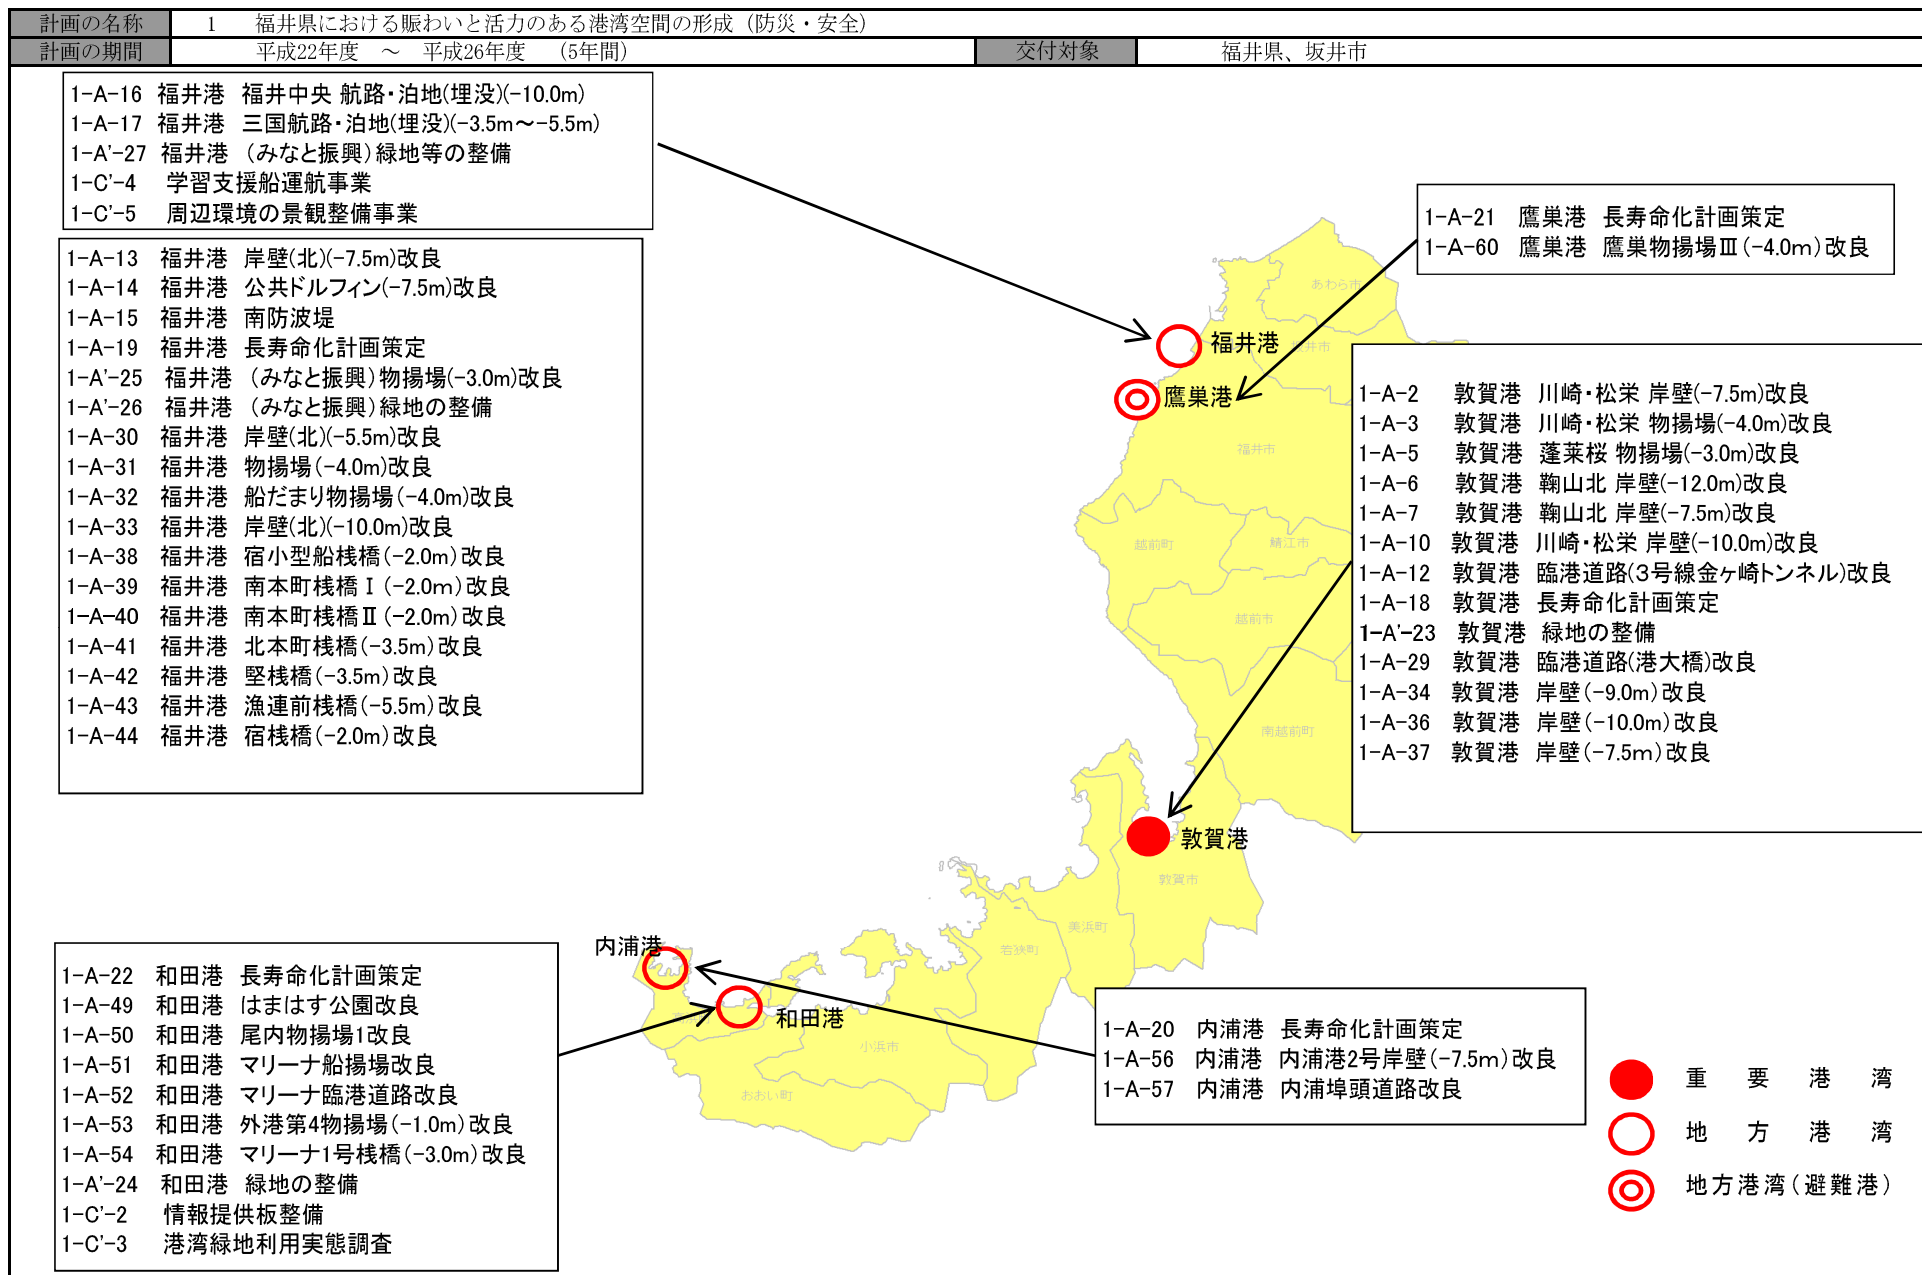 計画の名称 1 福井県における賑わいと活力のある港湾空間の形成（防災・安全）
計画の期間 平成22年度 ～ 平成26年度 （5年間） 交付対象 福井県、坂井市
1-A-16 福井港 福井中央 航路・泊地(埋没)(-10.0m)
1-A-17 福井港 三国航路・泊地(埋没)(-3.5m～-5.5m)
1-A'-27 福井港 （みなと振興）緑地等の整備
1-C'-4 学習支援船運航事業
1-C'-5 周辺環境の景観整備事業
1-A-13 福井港 岸壁(北)(-7.5m)改良
1-A-14 福井港 公共ドルフィン(-7.5m)改良
1-A-15 福井港 南防波堤
1-A-19 福井港 長寿命化計画策定
1-A'-25 福井港 （みなと振興）物揚場(-3.0m)改良
1-A'-26 福井港 （みなと振興）緑地の整備
1-A-30 福井港 岸壁(北)(-5.5m)改良
1-A-31 福井港 物揚場（-4.0m)改良
1-A-32 福井港 船だまり物揚場（-4.0m)改良
1-A-33 福井港 岸壁(北)(-10.0m)改良
1-A-38 福井港 宿小型船桟橋（-2.0m）改良
1-A-39 福井港 南本町桟橋Ⅰ（-2.0m）改良
1-A-40 福井港 南本町桟橋Ⅱ（-2.0m）改良
1-A-41 福井港 北本町桟橋（-3.5m）改良
1-A-42 福井港 堅桟橋（-3.5m）改良
1-A-43 福井港 漁連前桟橋（-5.5m）改良
1-A-44 福井港 宿桟橋（-2.0m）改良
1-A-21 鷹巣港 長寿命化計画策定
1-A-60 鷹巣港 鷹巣物揚場Ⅲ（-4.0m）改良
あわら市
福井港
坂井市
鷹巣港
福井市
越前町
鯖江市
越前市
南越前町
1-A-2 敦賀港 川崎・松栄 岸壁(-7.5m)改良
1-A-3 敦賀港 川崎・松栄 物揚場(-4.0m)改良
1-A-5 敦賀港 蓬莱桜 物揚場(-3.0m)改良
1-A-6 敦賀港 鞠山北 岸壁(-12.0m)改良
1-A-7 敦賀港 鞠山北 岸壁(-7.5m)改良
1-A-10 敦賀港 川崎・松栄 岸壁(-10.0m)改良
1-A-12 敦賀港 臨港道路(3号線金ヶ崎トンネル)改良
1-A-18 敦賀港 長寿命化計画策定
1-A'-23 敦賀港 緑地の整備
1-A-29 敦賀港 臨港道路(港大橋)改良
1-A-34 敦賀港 岸壁（-9.0m）改良
1-A-36 敦賀港 岸壁（-10.0m）改良
1-A-37 敦賀港 岸壁（-7.5m）改良
敦賀港
敦賀市
美浜町
若狭町
内浦港
和田港
小浜市
おおい町
1-A-22 和田港 長寿命化計画策定
1-A-49 和田港 はまはす公園改良
1-A-50 和田港 尾内物揚場1改良
1-A-51 和田港 マリーナ船揚場改良
1-A-52 和田港 マリーナ臨港道路改良
1-A-53 和田港 外港第4物揚場（-1.0m）改良
1-A-54 和田港 マリーナ1号桟橋（-3.0m）改良
1-A'-24 和田港 緑地の整備
1-C'-2 情報提供板整備
1-C'-3 港湾緑地利用実態調査
1-A-20 内浦港 長寿命化計画策定
1-A-56 内浦港 内浦港2号岸壁（-7.5m）改良
1-A-57 内浦港 内浦埠頭道路改良
重要港湾
地方港湾
地方港湾（避難港）